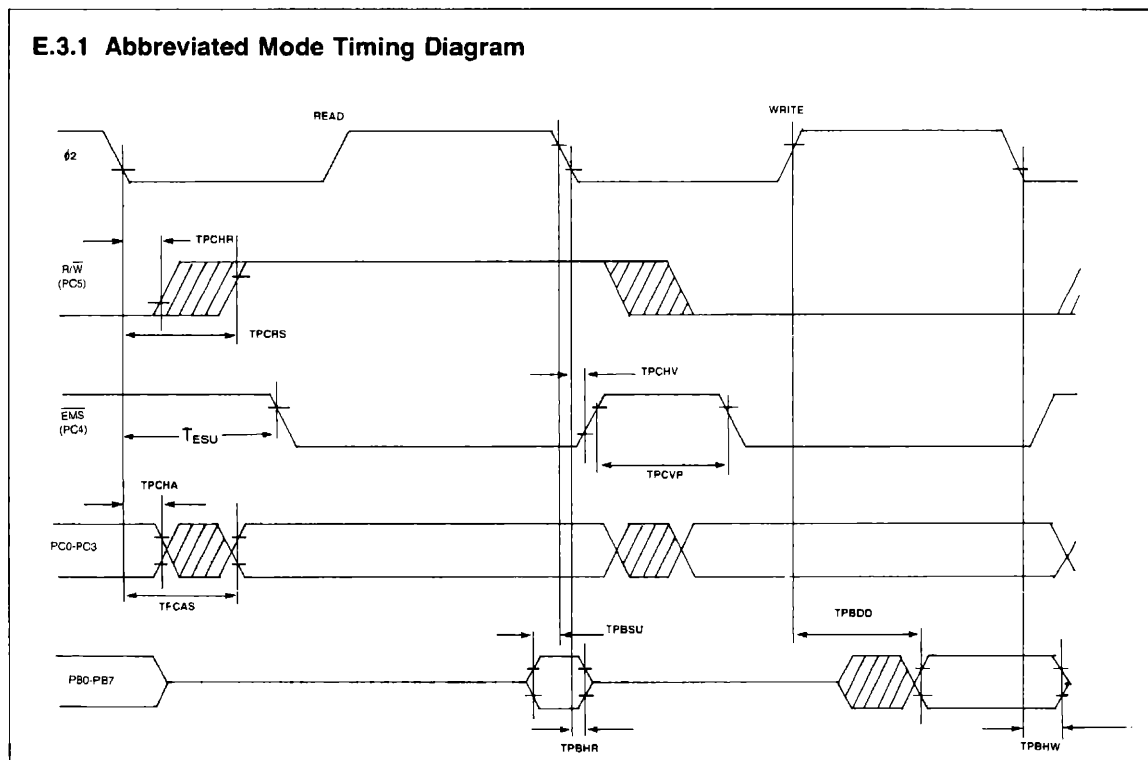 E.3.1 Abbreviated Mode Timing Diagram
READ
WRITE
ϕ2
TPCHR
R/W̅
(PC5)
TPCRS
TPCHV
E̅M̅S̅
(PC4)
TESU
TPCVP
TPCHA
PC0-PC3
TPCAS
TPBSU
TPBDD
PB0-PB7
TPBHR
TPBHW